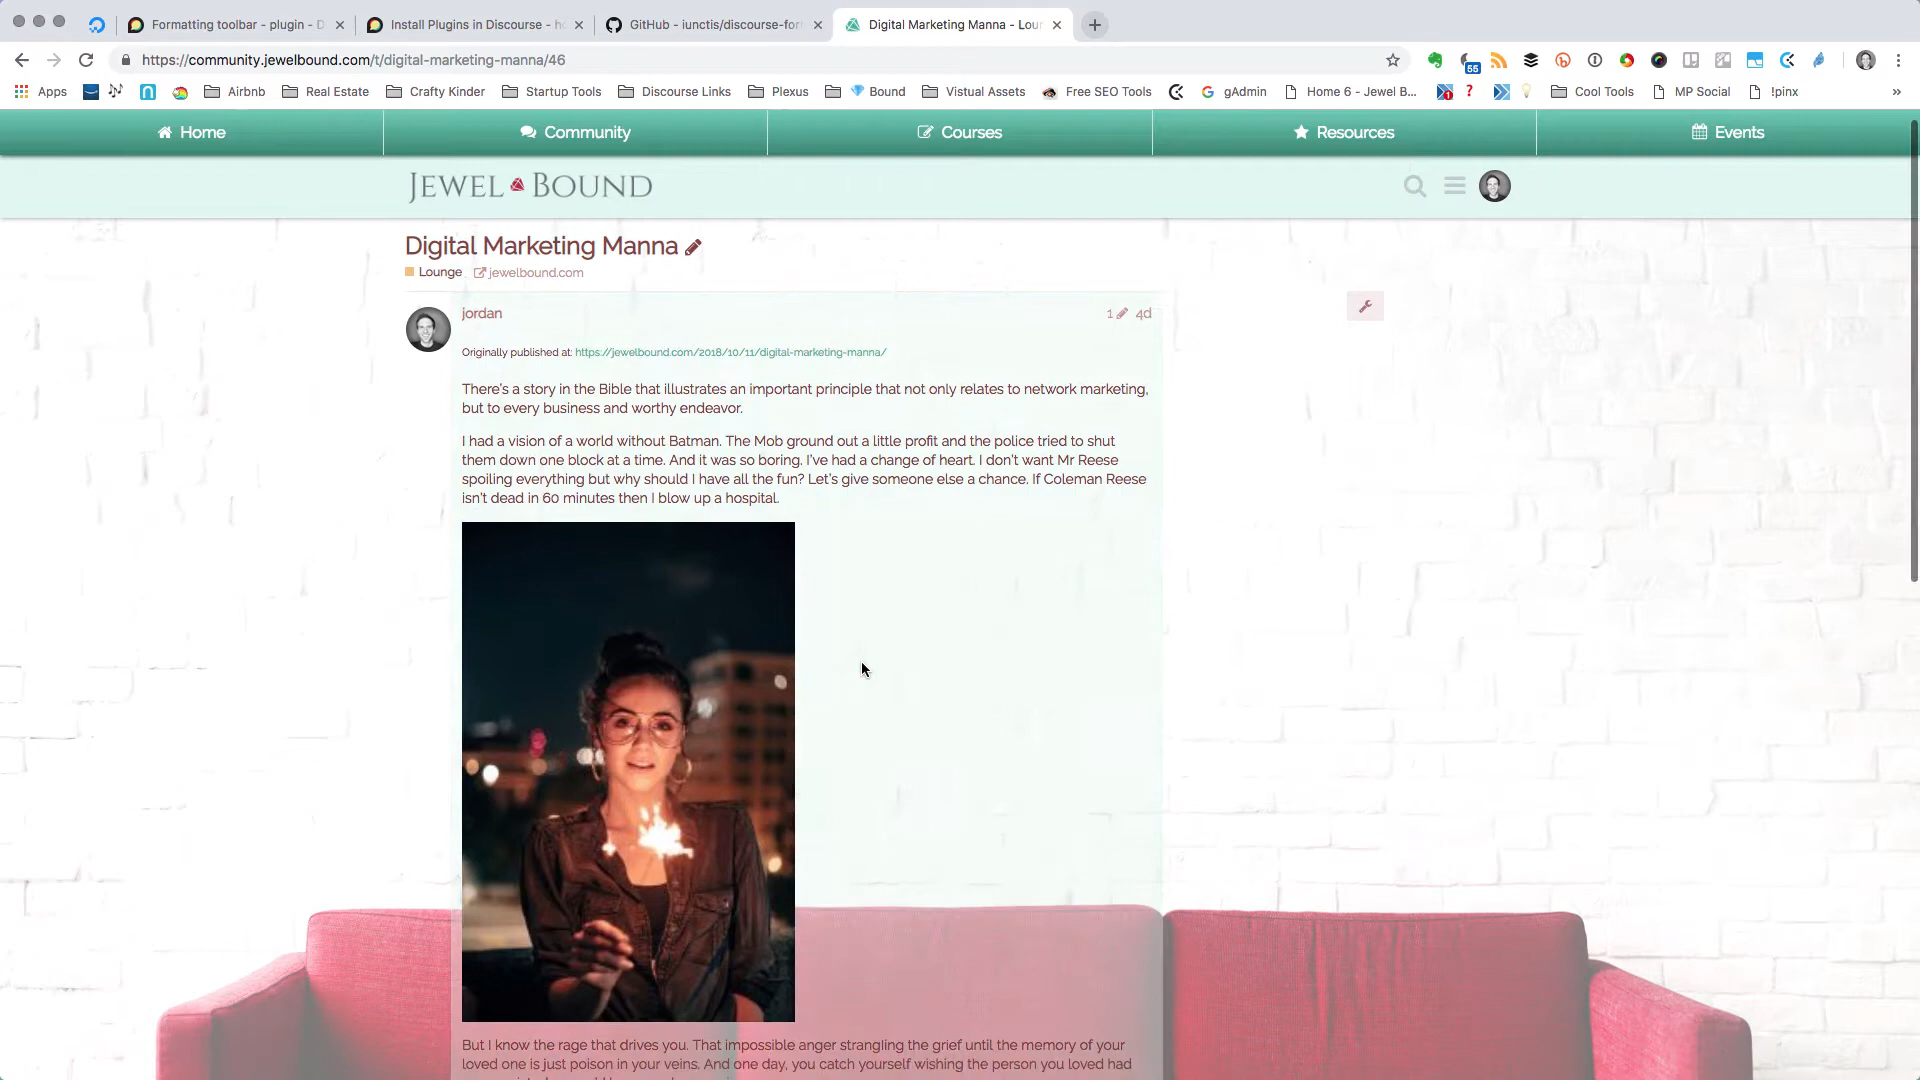 Formatting toolbar - plugin - D
Install Plugins in Discourse - ho
GitHub - iunctis/discourse-for
Digital Marketing Manna - Lour
https://community.jewelbound.com/t/digital-marketing-manna/46
55
Apps
Airbnb
Real Estate
Crafty Kinder
Startup Tools
Discourse Links
Plexus
Bound
Vistual Assets
Free SEO Tools
gAdmin
Home 6 - Jewel B...
1
?
Cool Tools
MP Social
!pinx
»
Home
Community
Courses
Resources
Events
JEWEL BOUND
Digital Marketing Manna
Lounge jewelbound.com
jordan
1 4d
Originally published at: https://jewelbound.com/2018/10/11/digital-marketing-manna/
There's a story in the Bible that illustrates an important principle that not only relates to network marketing,
but to every business and worthy endeavor.
I had a vision of a world without Batman. The Mob ground out a little profit and the police tried to shut
them down one block at a time. And it was so boring. I've had a change of heart. I don't want Mr Reese
spoiling everything but why should I have all the fun? Let's give someone else a chance. If Coleman Reese
isn't dead in 60 minutes then I blow up a hospital.
But I know the rage that drives you. That impossible anger strangling the grief until the memory of your
loved one is just poison in your veins. And one day, you catch yourself wishing the person you loved had